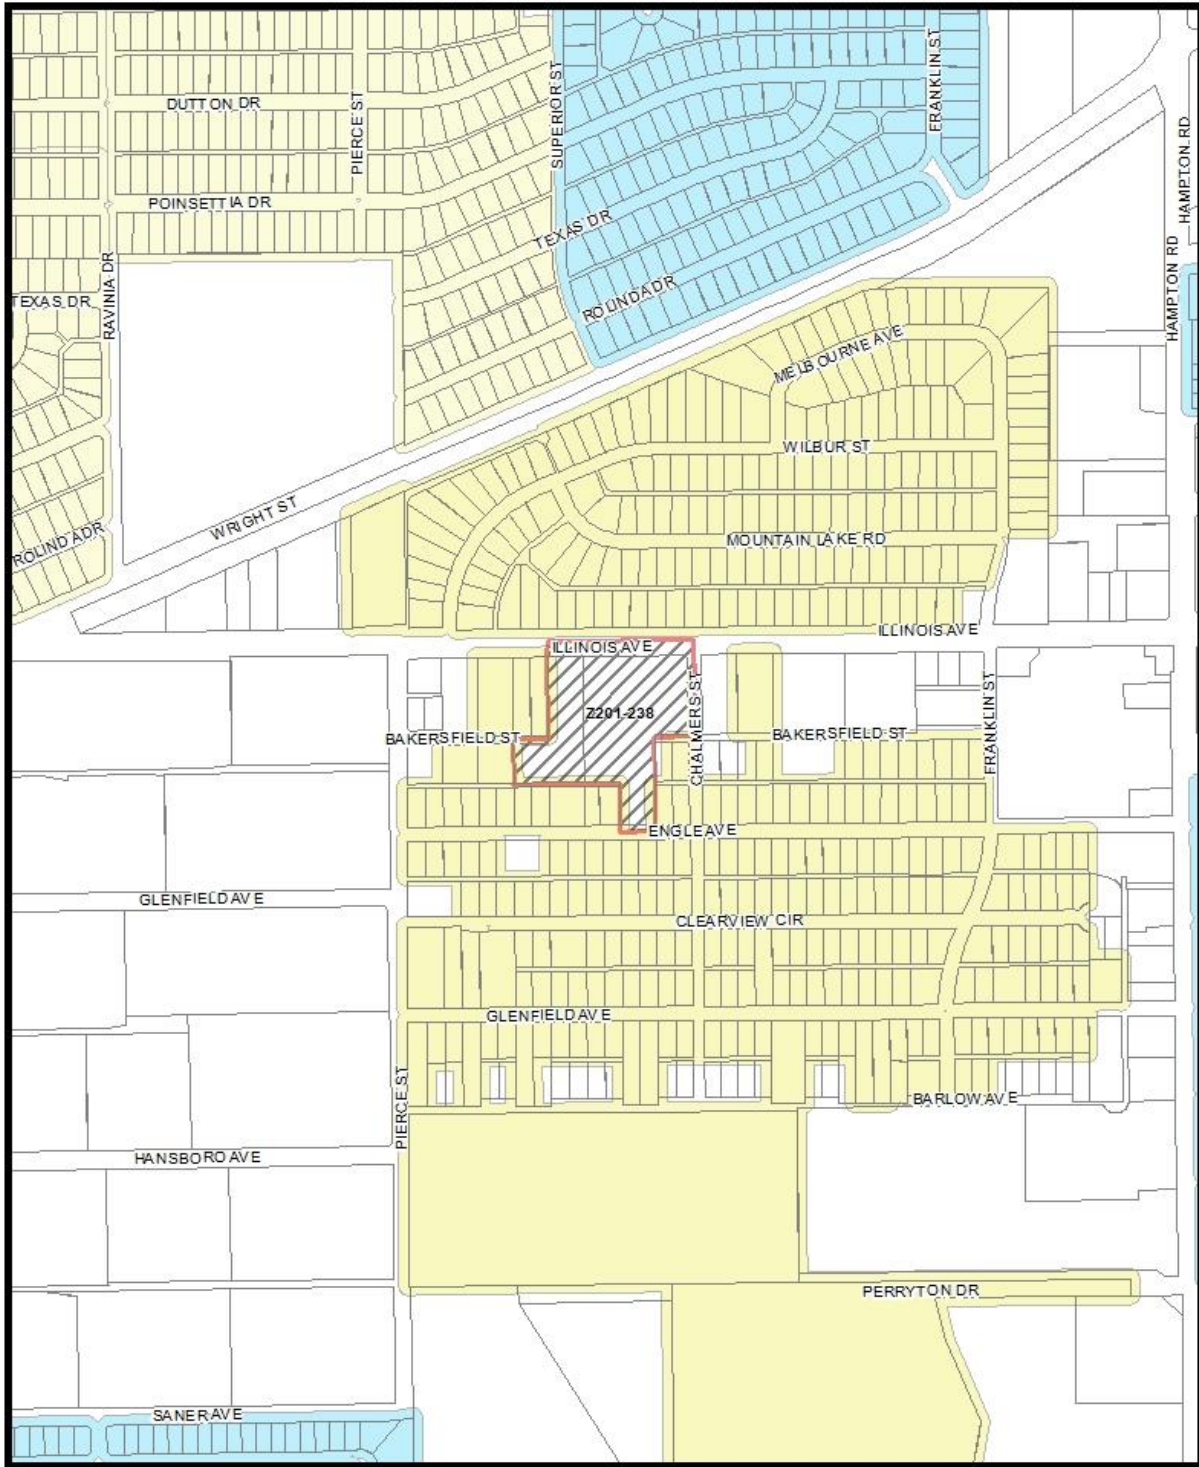 FRANKLIN ST
DUTTON DR
PIERCE ST
SUPERIOR ST
HAMPTON RD
POINSETTIA DR
TEXAS DR
HAMPTON RD
RAVINIA DR
TEXAS DR
ROLINDA DR
MELBOURNE AVE
WILBUR ST
WRIGHT ST
ROLINDA DR
MOUNTAIN LAKE RD
ILLINOIS AVE
ILLINOIS AVE
Z201-238
CHALMERS ST
FRANKLIN ST
BAKERSFIELD ST
BAKERSFIELD ST
ENGLE AVE
GLENFIELD AVE
CLEARVIEW CIR
GLENFIELD AVE
PIERCE ST
BARLOW AVE
HANSBORO AVE
PERRYTON DR
SANER AVE